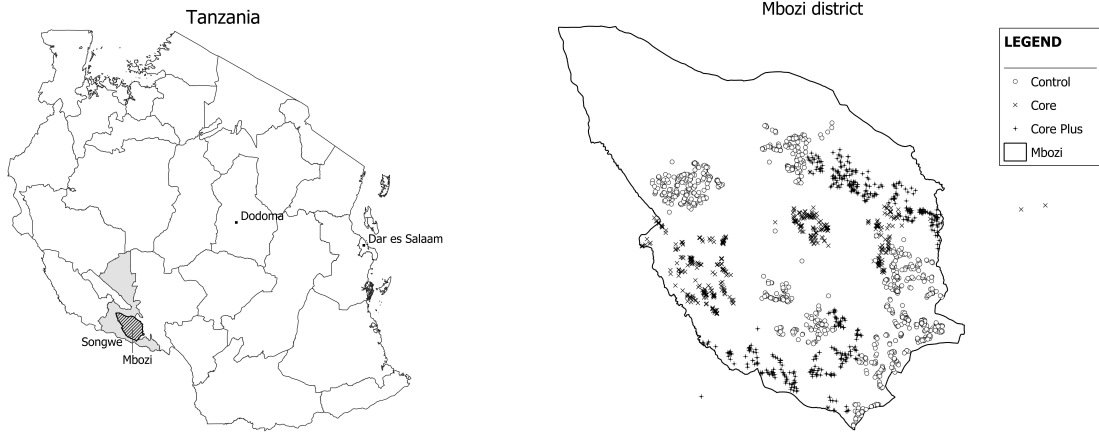 Tanzania
Dodoma
Dar es Salaam
Songwe
Mbozi
Mbozi district
LEGEND
Control
Core
Core Plus
Mbozi